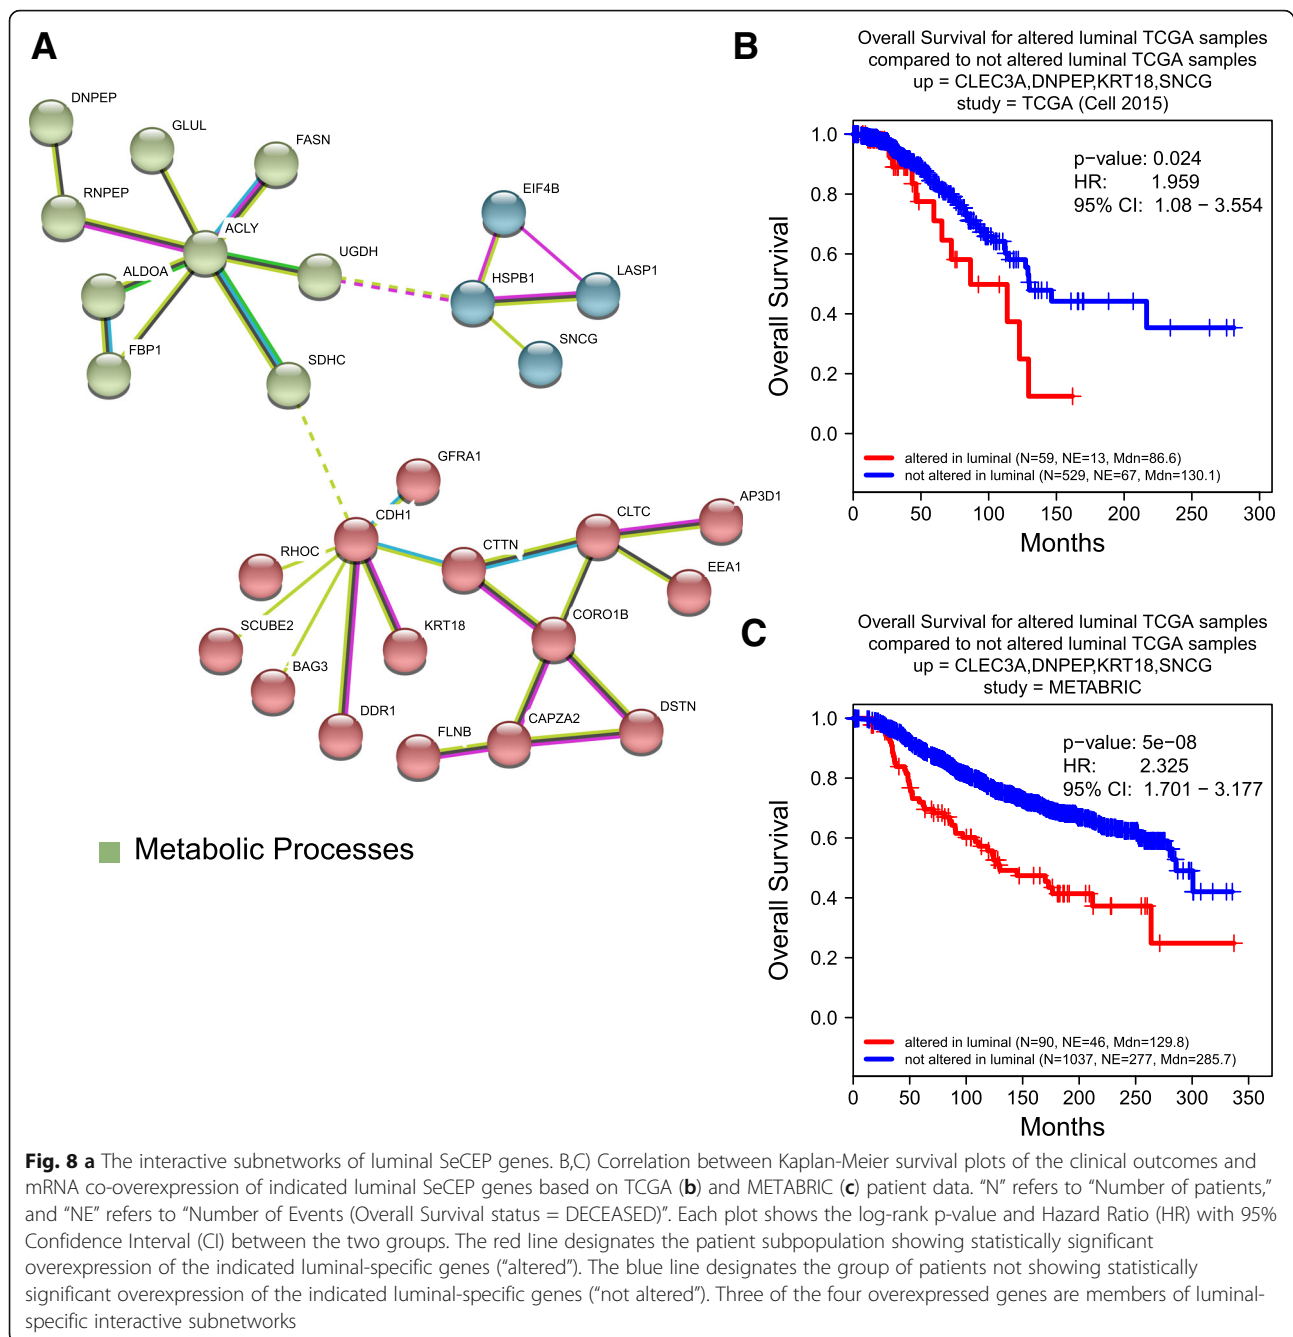 A
DNPEP
GLUL
FASN
RNPEP
ACLY
ALDOA
UGDH
FBP1
SDHC
EIF4B
HSPB1
LASP1
SNCG
GFRA1
CDH1
RHOC
SCUBE2
BAG3
DDR1
KRT18
CTTN
CLTC
AP3D1
EEA1
CORO1B
FLNB
CAPZA2
DSTN
Metabolic Processes
B
Overall Survival for altered luminal TCGA samples
compared to not altered luminal TCGA samples
up = CLEC3A,DNPEP,KRT18,SNCG
study = TCGA (Cell 2015)
p−value: 0.024
HR: 1.959
95% CI: 1.08 − 3.554
Overall Survival
1.0
0.8
0.6
0.4
0.2
0.0
altered in luminal (N=59, NE=13, Mdn=86.6)
not altered in luminal (N=529, NE=67, Mdn=130.1)
0 50 100 150 200 250 300
Months
C
Overall Survival for altered luminal TCGA samples
compared to not altered luminal TCGA samples
up = CLEC3A,DNPEP,KRT18,SNCG
study = METABRIC
p−value: 5e−08
HR: 2.325
95% CI: 1.701 − 3.177
Overall Survival
1.0
0.8
0.6
0.4
0.2
0.0
altered in luminal (N=90, NE=46, Mdn=129.8)
not altered in luminal (N=1037, NE=277, Mdn=285.7)
0 50 100 150 200 250 300 350
Months
Fig. 8 a The interactive subnetworks of luminal SeCEP genes. B,C) Correlation between Kaplan-Meier survival plots of the clinical outcomes and
mRNA co-overexpression of indicated luminal SeCEP genes based on TCGA (b) and METABRIC (c) patient data. “N” refers to “Number of patients,”
and “NE” refers to “Number of Events (Overall Survival status = DECEASED)”. Each plot shows the log-rank p-value and Hazard Ratio (HR) with 95%
Confidence Interval (CI) between the two groups. The red line designates the patient subpopulation showing statistically significant
overexpression of the indicated luminal-specific genes (“altered”). The blue line designates the group of patients not showing statistically
significant overexpression of the indicated luminal-specific genes (“not altered”). Three of the four overexpressed genes are members of luminal-
specific interactive subnetworks